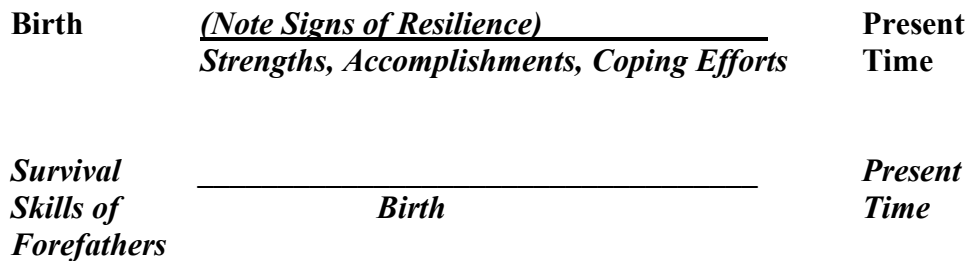 Birth (Note Signs of Resilience) Present
Strengths, Accomplishments, Coping Efforts Time
Survival Present
Skills of Birth Time
Forefathers